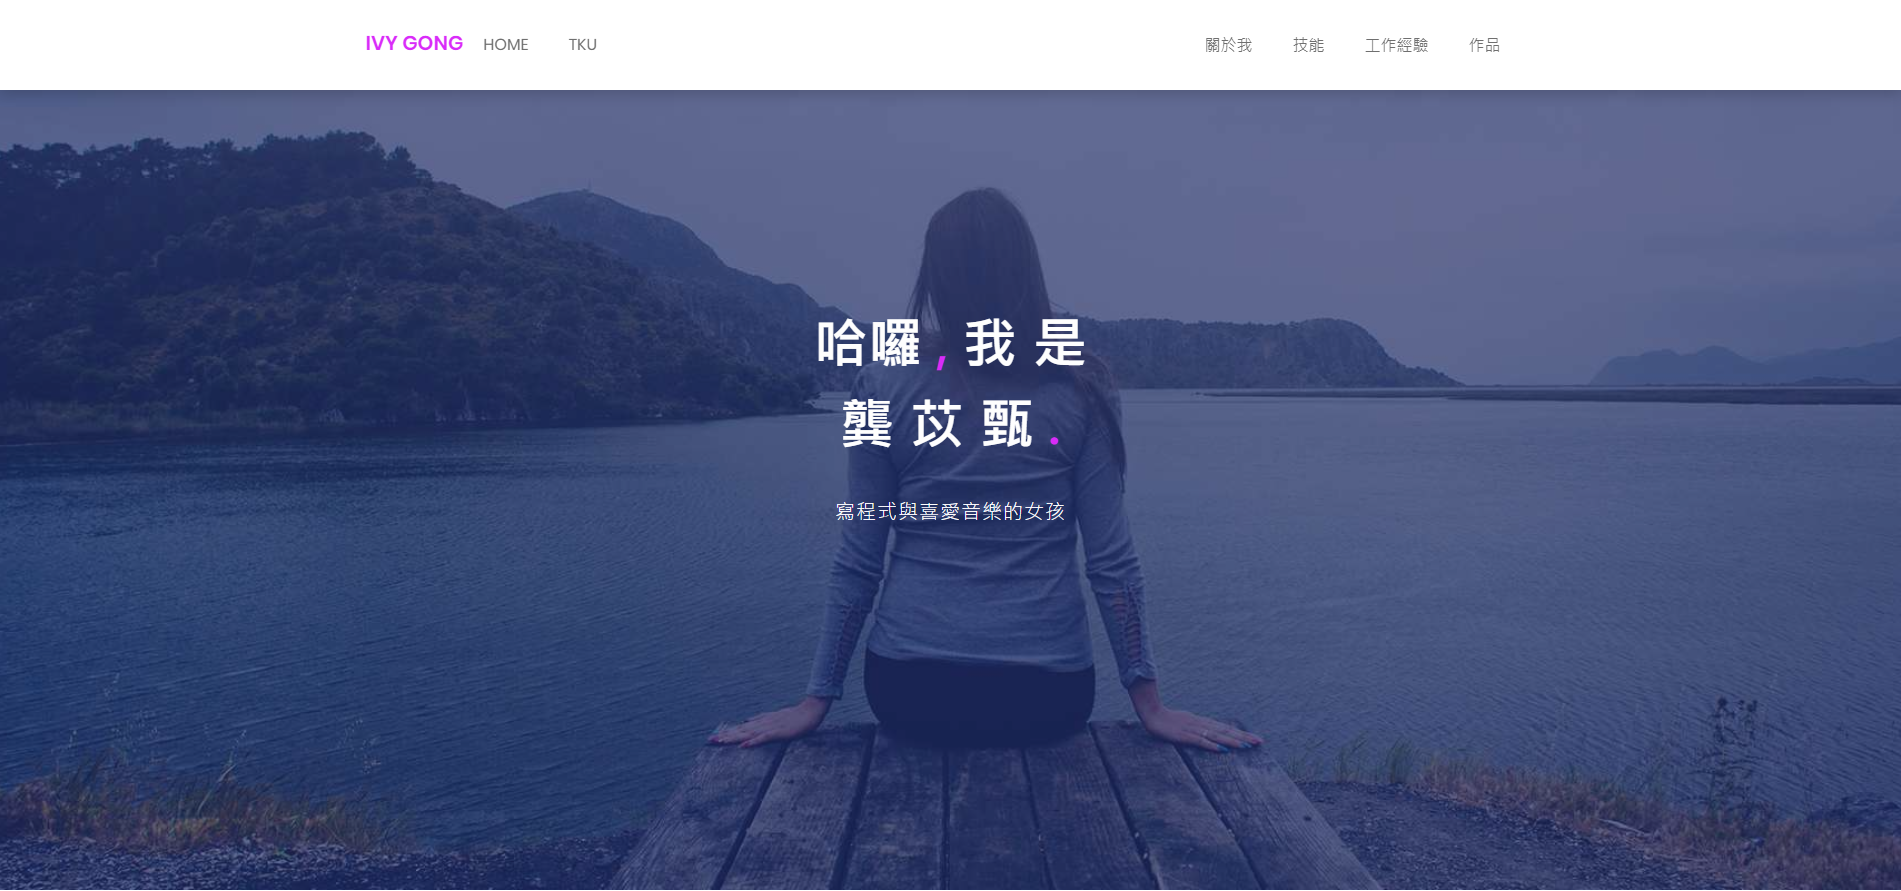 IVY GONG HOME TKU 關於我 技能 工作經驗 作品
哈囉 , 我 是
龔 苡 甄 .
寫程式與喜愛音樂的女孩